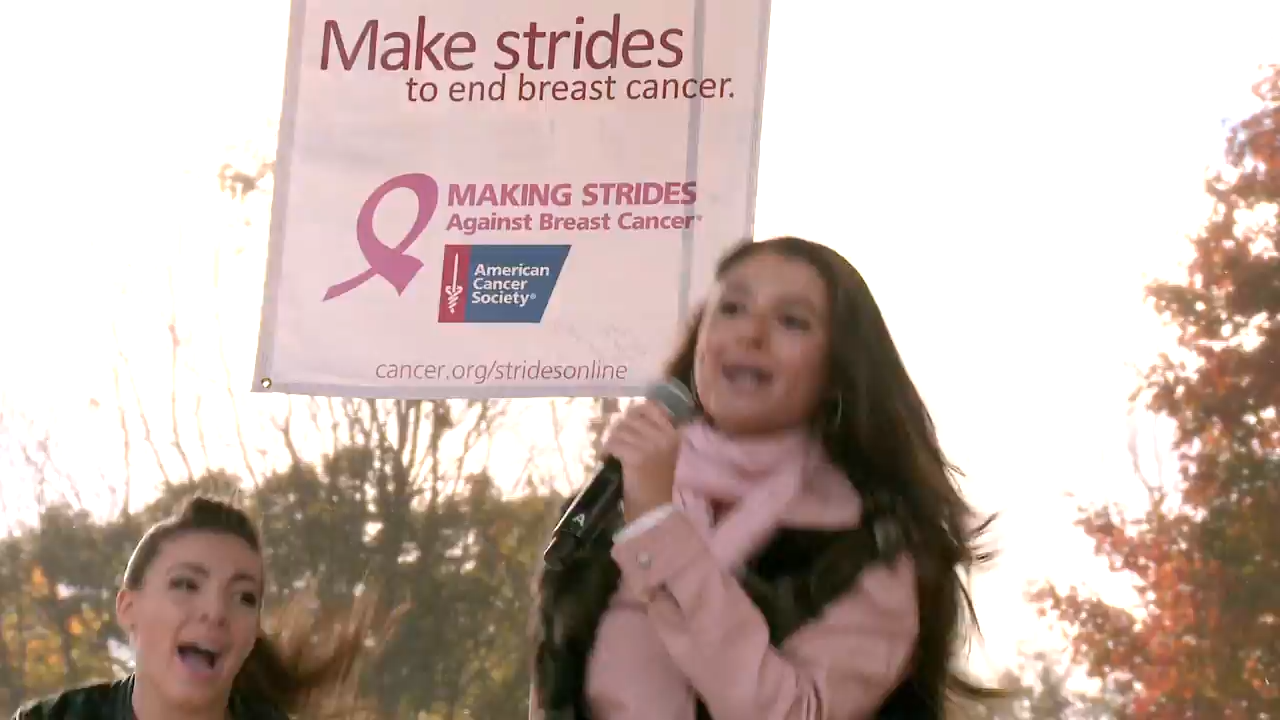 Make strides
to end breast cancer.
MAKING STRIDES
Against Breast Cancer
American
Cancer
Society®
cancer.org/stridesonline
A